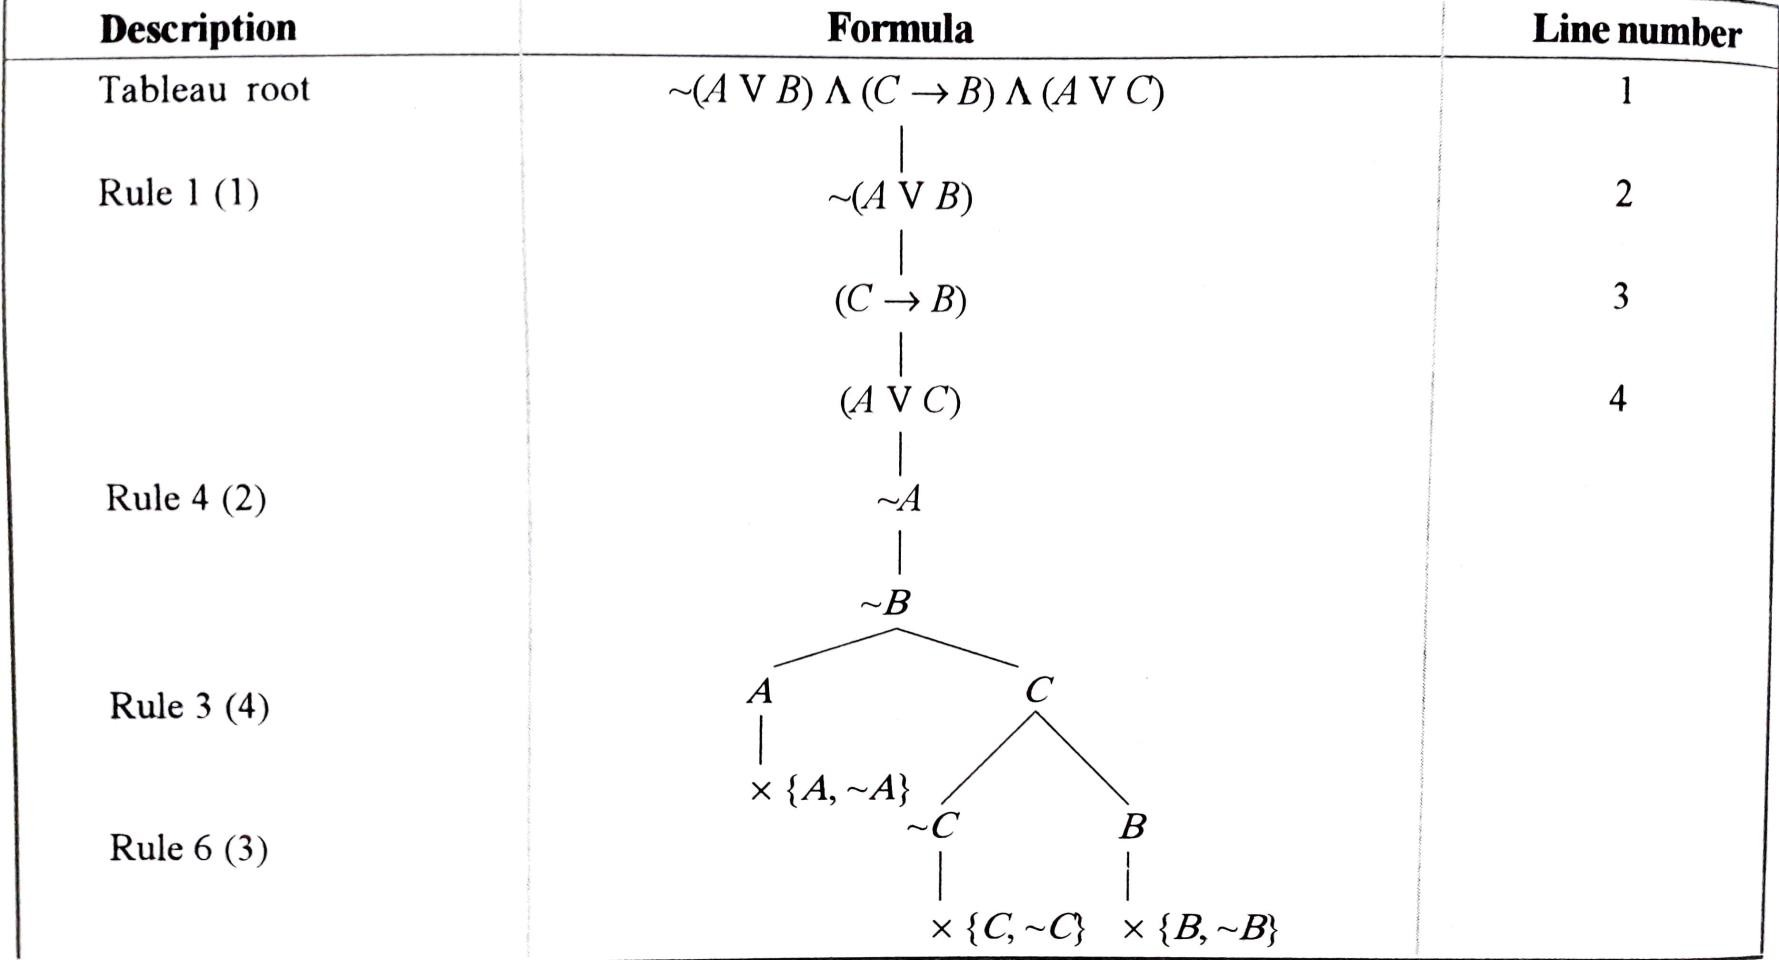 Description Formula Line number
Tableau root ~(A V B) Λ (C → B) Λ (A V C) 1
Rule 1 (1) ~(A V B) 2
(C → B) 3
(A V C) 4
Rule 4 (2) ~A
~B
Rule 3 (4) A C
× {A, ~A}
~C B
Rule 6 (3)
× {C, ~C} × {B, ~B}